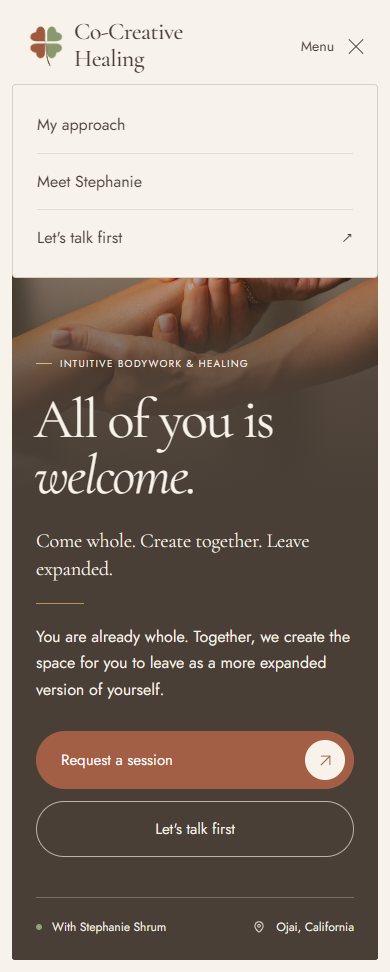 Co-Creative
Healing
Menu
My approach
Meet Stephanie
Let's talk first
INTUITIVE BODYWORK & HEALING
All of you is
welcome.
Come whole. Create together. Leave
expanded.
You are already whole. Together, we create the
space for you to leave as a more expanded
version of yourself.
Request a session
Let's talk first
With Stephanie Shrum
Ojai, California